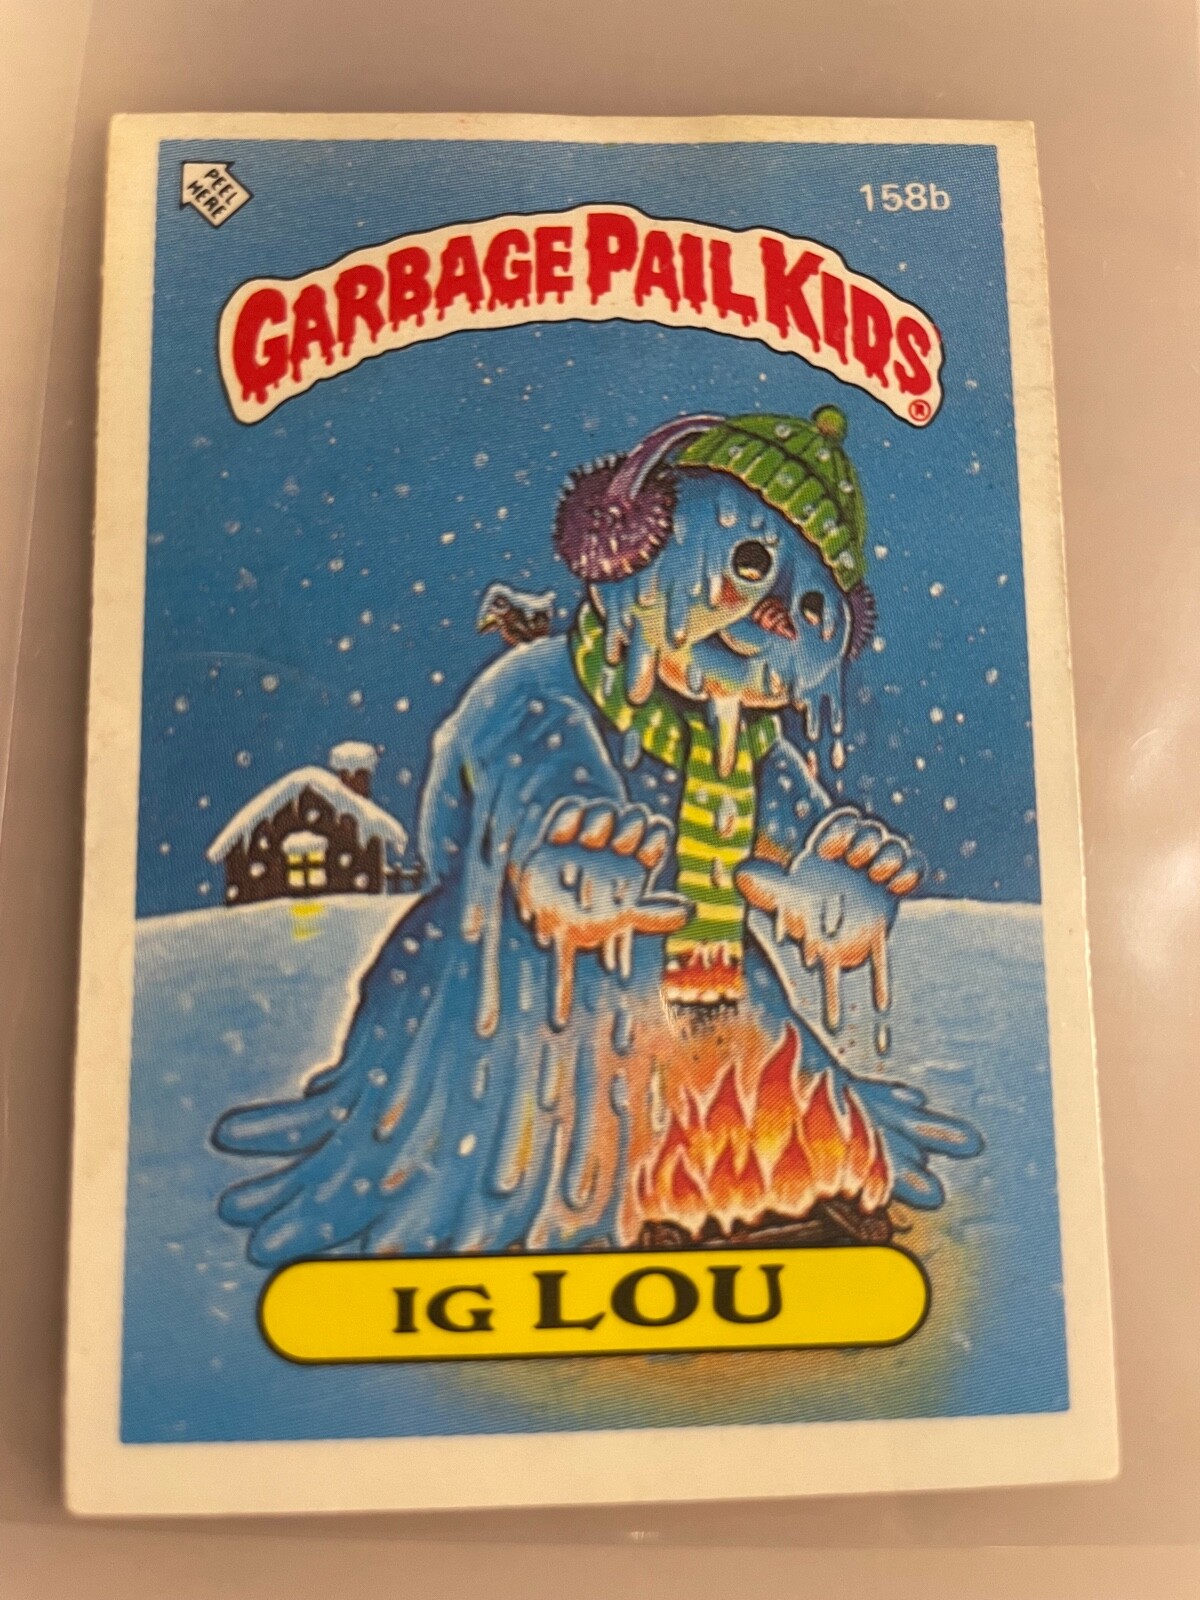 PEEL
HERE
158b
GARBAGE PAIL KIDS®
IG LOU